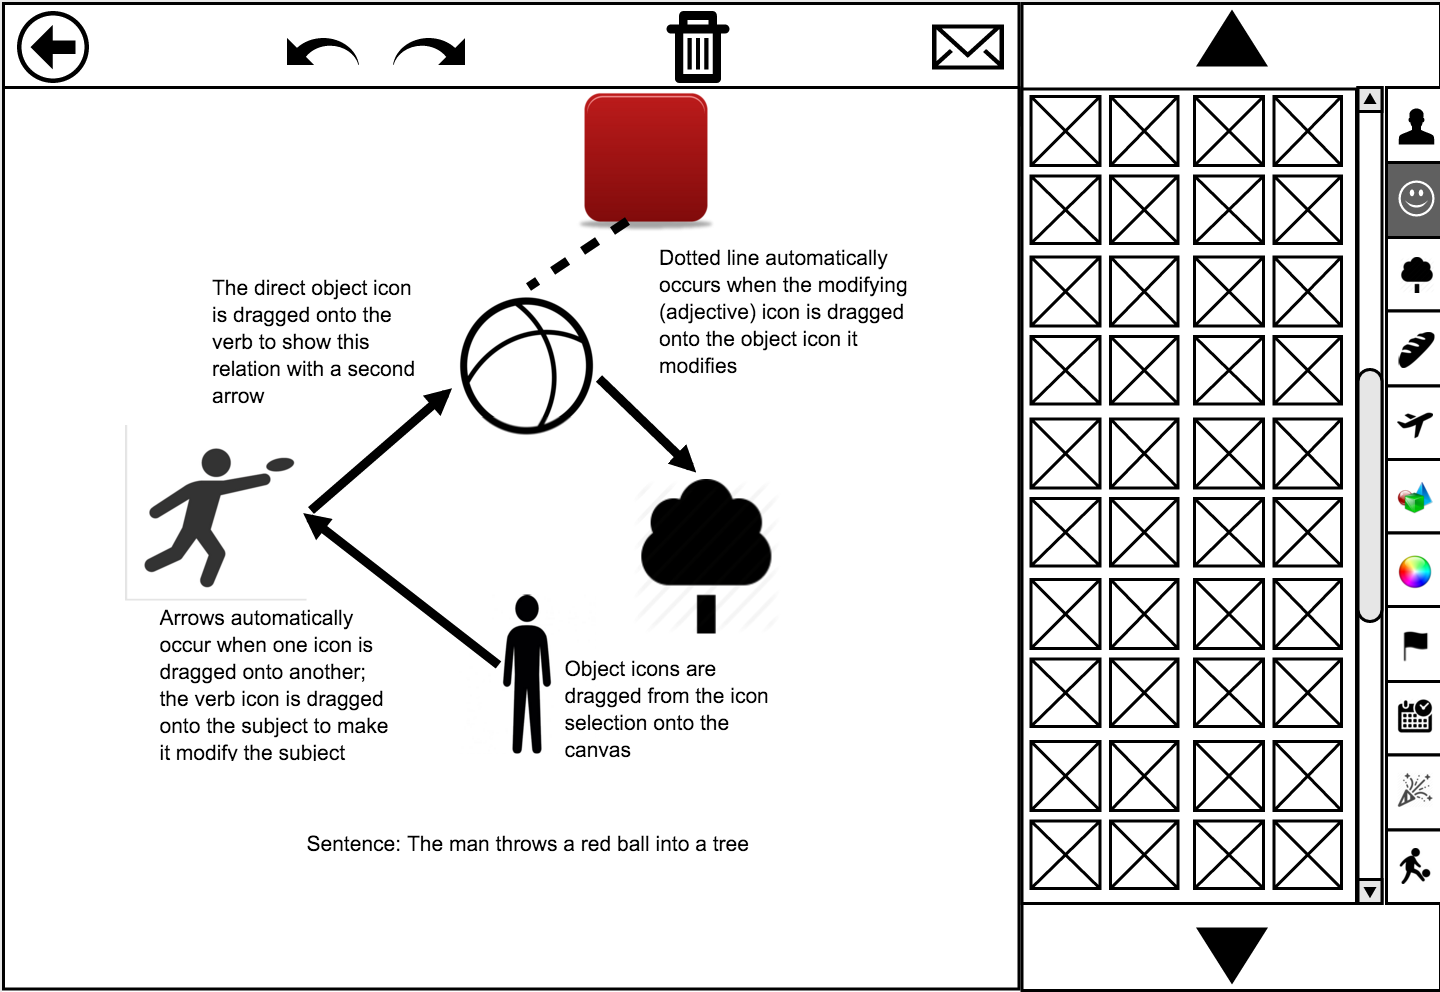 The direct object icon
is dragged onto the
verb to show this
relation with a second
arrow
Dotted line automatically
occurs when the modifying
(adjective) icon is dragged
onto the object icon it
modifies
Arrows automatically
occur when one icon is
dragged onto another;
the verb icon is dragged
onto the subject to make
it modify the subject
Object icons are
dragged from the icon
selection onto the
canvas
Sentence: The man throws a red ball into a tree